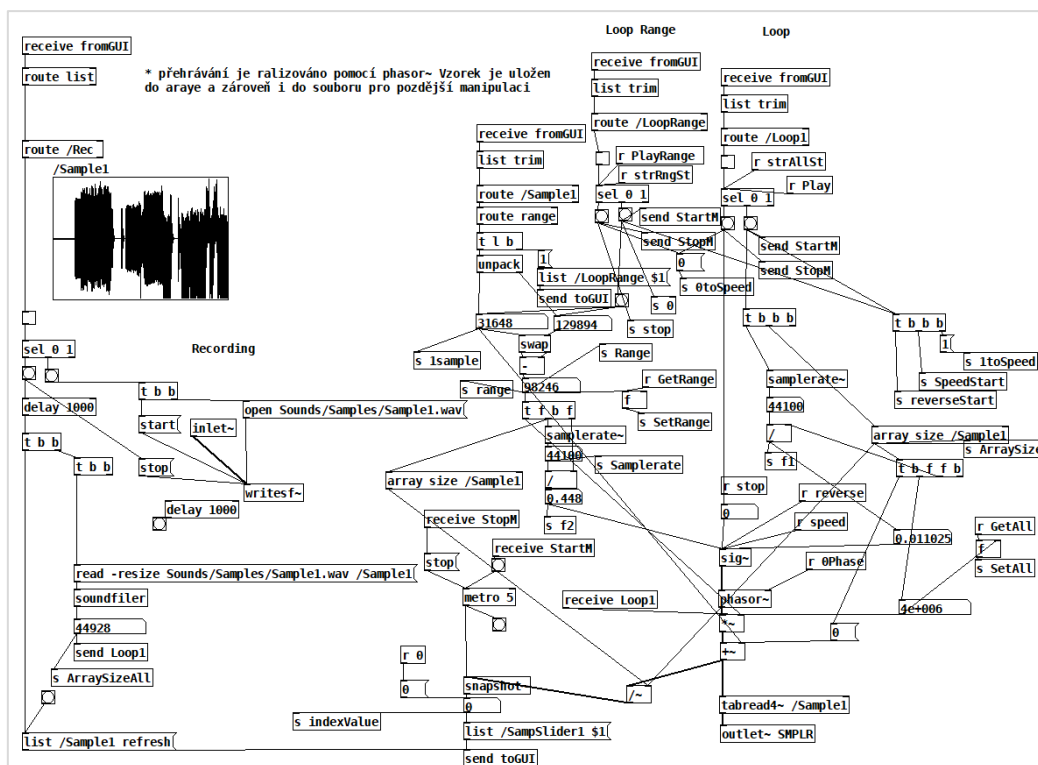 Loop Range
Loop
receive fromGUI
route list
* přehrávání je ralizováno pomocí phasor~ Vzorek je uložen
do araye a zároveň i do souboru pro pozdější manipulaci
receive fromGUI
list trim
route /LoopRange
r PlayRange
r strRngSt
sel 0 1
send StartM
send StopM
0
s 0toSpeed
s 0
s stop
receive fromGUI
list trim
route /Loop1
r strAllSt
r Play
sel 0 1
send StartM
send StopM
t b b b
t b b b
1
s 1toSpeed
s SpeedStart
s reverseStart
route /Rec
/Sample1
receive fromGUI
list trim
route /Sample1
route range
t l b
unpack
1
list /LoopRange $1
send toGUI
31648
129894
swap
-
s 1sample
s Range
s range
98246
r GetRange
f
s SetRange
t f b f
samplerate~
44100
s Samplerate
/
0.448
s f2
array size /Sample1
samplerate~
44100
/
s f1
array size /Sample1
s ArraySize
t b f f b
r stop
0
r reverse
r speed
0.011025
r GetAll
f
s SetAll
sig~
r 0Phase
phasor~
4e+006
receive Loop1
*~
0
+~
/~
tabread4~ /Sample1
outlet~ SMPLR
sel 0 1
Recording
delay 1000
t b b
open Sounds/Samples/Sample1.wav
start
inlet~
t b b
t b b
stop
writesf~
delay 1000
receive StopM
receive StartM
stop
metro 5
read -resize Sounds/Samples/Sample1.wav /Sample1
soundfiler
44928
send Loop1
s ArraySizeAll
r 0
0
snapshot~
0
s indexValue
list /Sample1 refresh
list /SampSlider1 $1
send toGUI